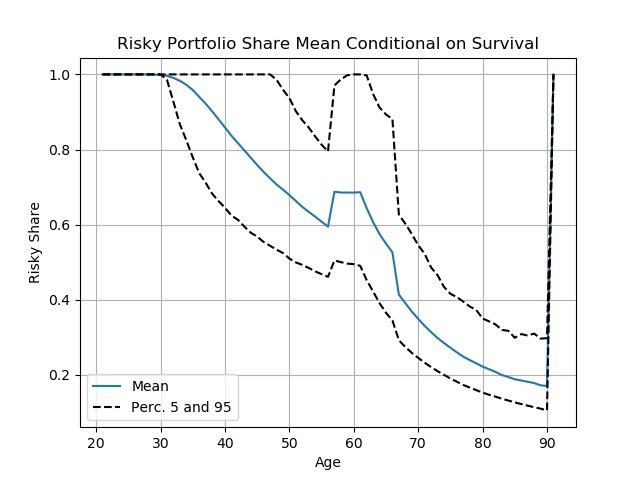 Risky Portfolio Share Mean Conditional on Survival
1.0
0.8
0.6
0.4
0.2
Risky Share
Mean
Perc. 5 and 95
20 30 40 50 60 70 80 90
Age